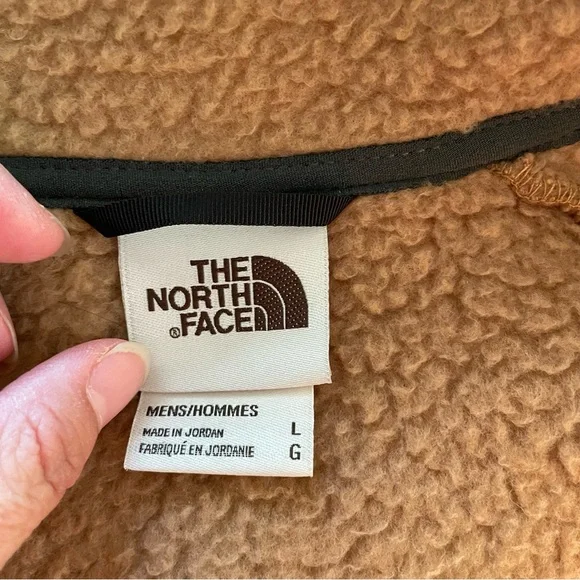 THE
NORTH
® FACE
MENS/HOMMES
MADE IN JORDAN L
FABRIQUÉ EN JORDANIE G